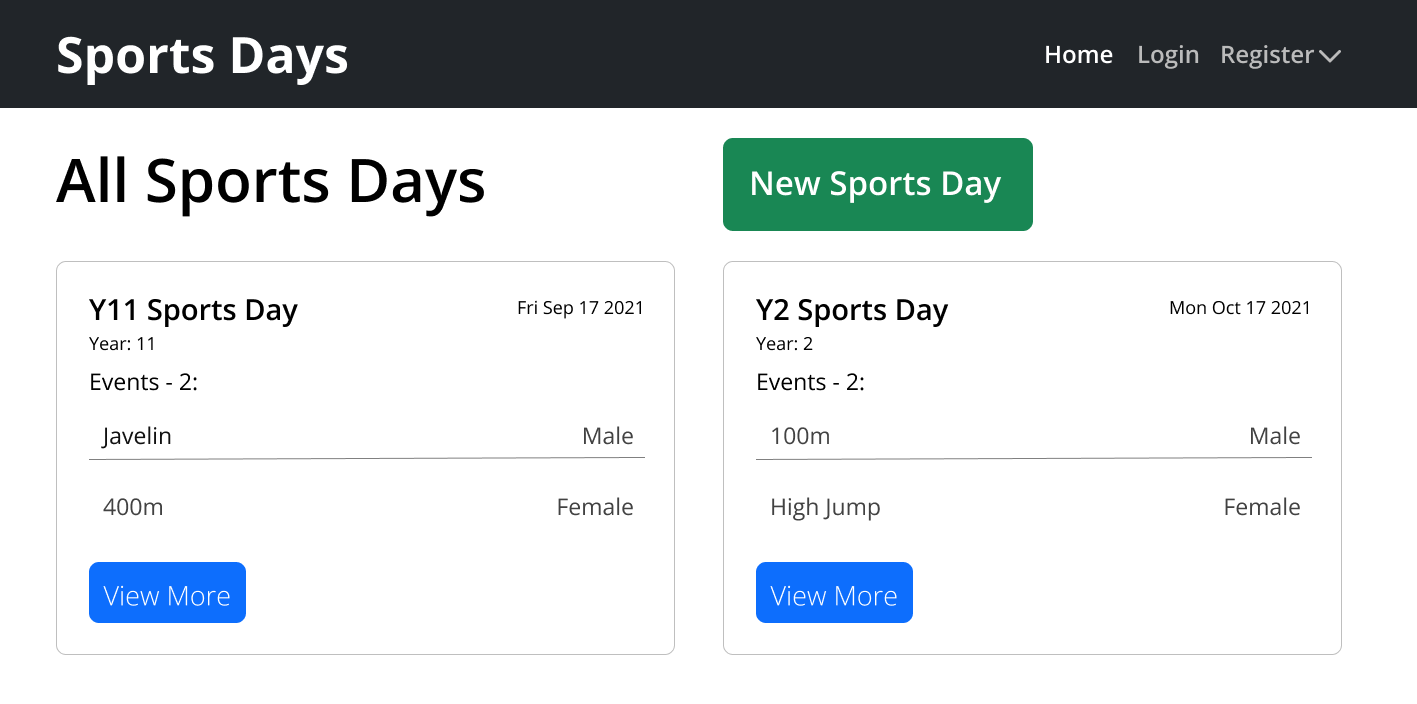 Sports Days
Home Login Register
All Sports Days
New Sports Day
Y11 Sports Day
Fri Sep 17 2021
Year: 11
Events - 2:
Javelin Male
400m Female
View More
Y2 Sports Day
Mon Oct 17 2021
Year: 2
Events - 2:
100m Male
High Jump Female
View More